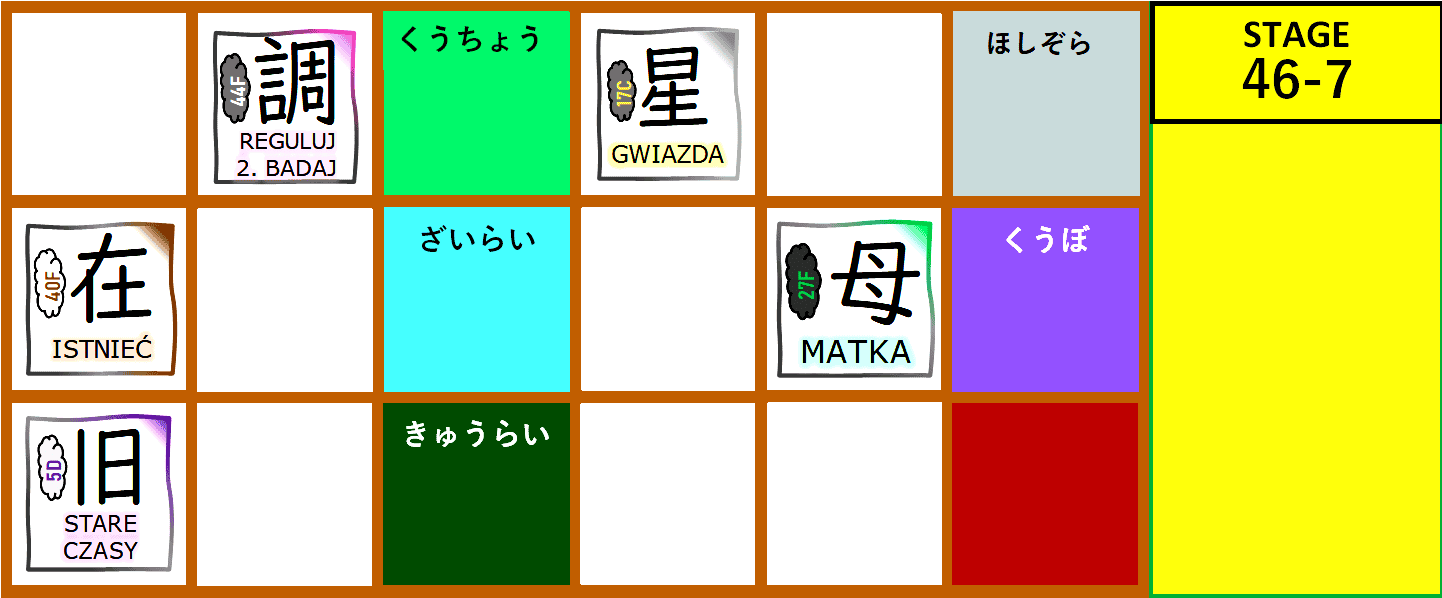 44F
調
REGULUJ
2. BADAJ
くうちょう
17C
星
GWIAZDA
ほしぞら
STAGE
46-7
40F
在
ISTNIEĆ
ざいらい
27F
母
MATKA
くうぼ
5D
旧
STARE
CZASY
きゅうらい